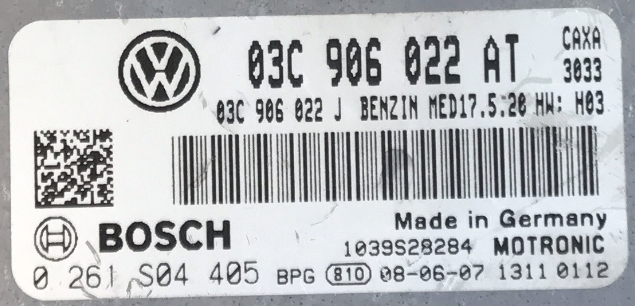 03C 906 022 AT CAXA
3033
03C 906 022 J BENZIN MED17.5.20 HW: H03
BOSCH
Made in Germany
1039S28284 MOTRONIC
0 261 S04 405 BPG 810 08-06-07 1311 0112